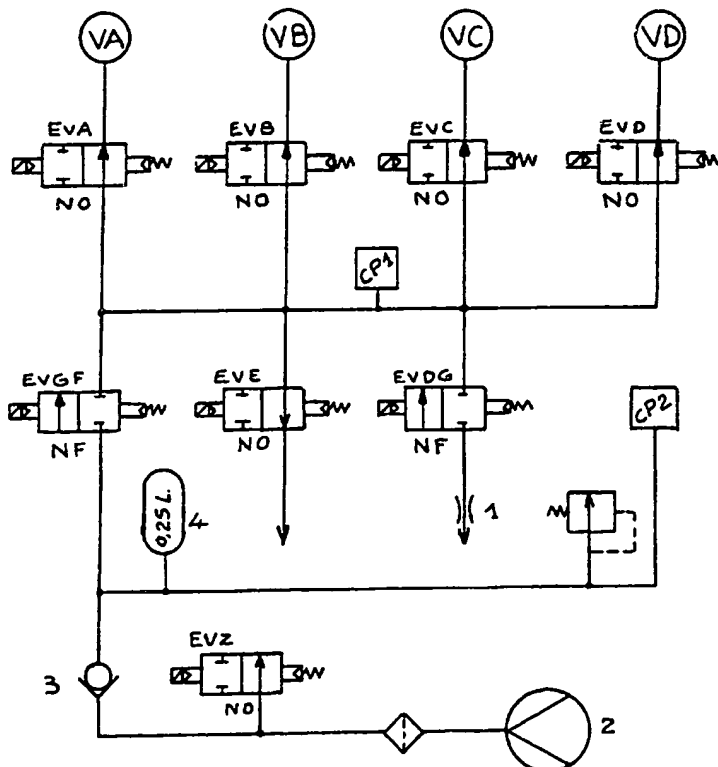 VA VB VC VD
EVA EVB EVC EVD
NO NO NO NO
CP1
EVGF EVE EVDG
CP2
NF NO NF
0,25 L. 4 1
EVZ
3
NO
2